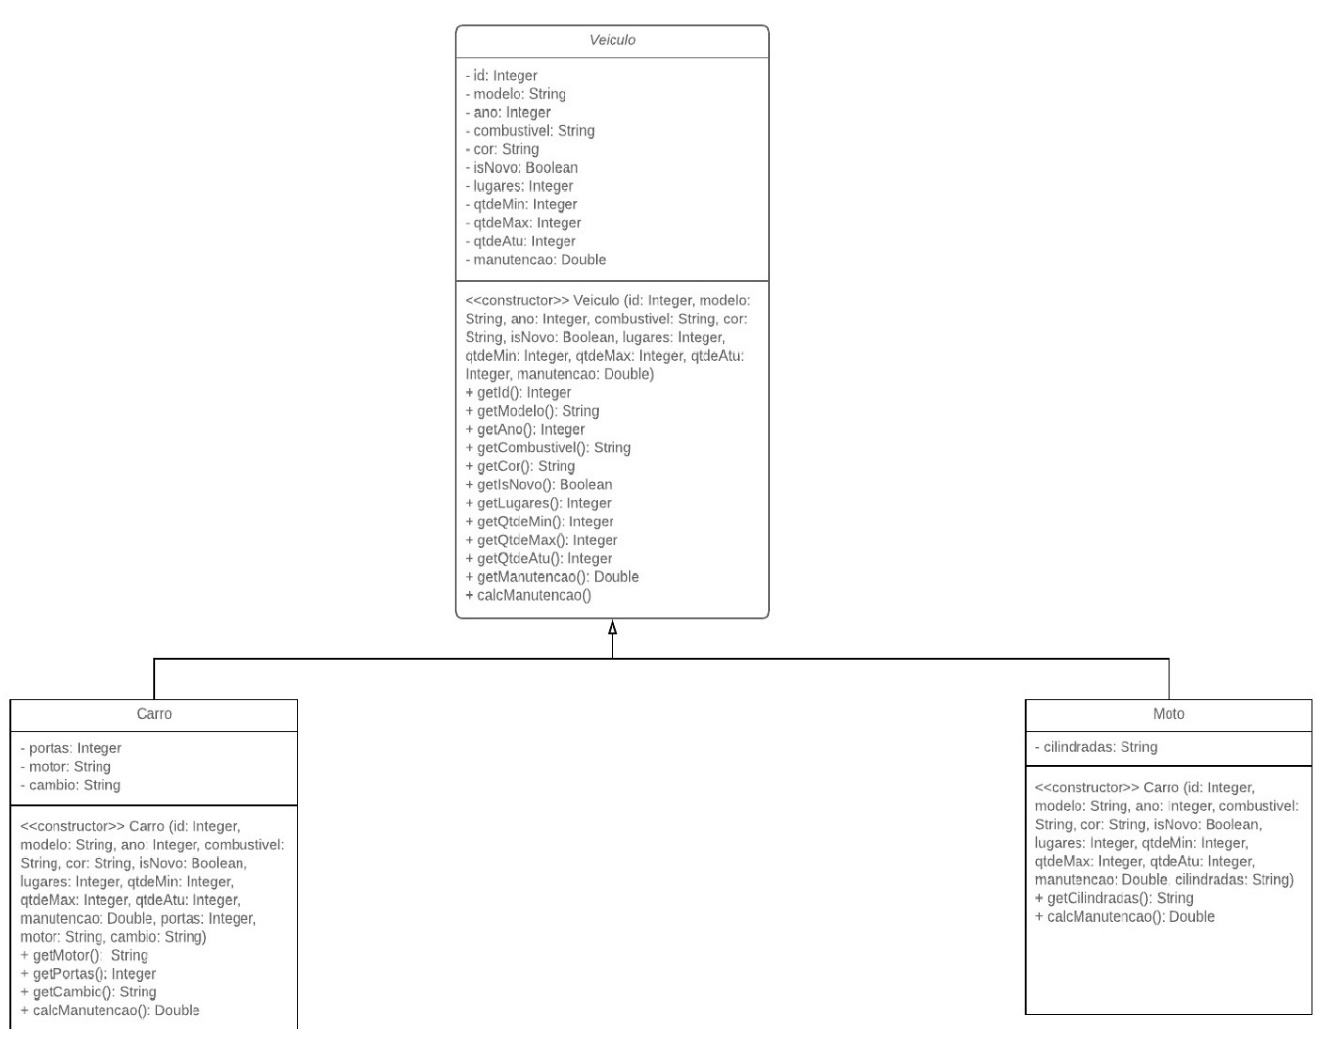 Veiculo
- id: Integer
- modelo: String
- ano: Integer
- combustivel: String
- cor: String
- isNovo: Boolean
- lugares: Integer
- qtdeMin: Integer
- qtdeMax: Integer
- qtdeAtu: Integer
- manutencao: Double
<<constructor>> Veiculo (id: Integer, modelo:
String, ano: Integer, combustivel: String, cor:
String, isNovo: Boolean, lugares: Integer,
qtdeMin: Integer, qtdeMax: Integer, qtdeAtu:
Integer, manutencao: Double)
+ getId(): Integer
+ getModelo(): String
+ getAno(): Integer
+ getCombustivel(): String
+ getCor(): String
+ getIsNovo(): Boolean
+ getLugares(): Integer
+ getQtdeMin(): Integer
+ getQtdeMax(): Integer
+ getQtdeAtu(): Integer
+ getManutencao(): Double
+ calcManutencao()
Carro
- portas: Integer
- motor: String
- cambio: String
<<constructor>> Carro (id: Integer,
modelo: String, ano: Integer, combustivel:
String, cor: String, isNovo: Boolean,
lugares: Integer, qtdeMin: Integer,
qtdeMax: Integer, qtdeAtu: Integer,
manutencao: Double, portas: Integer,
motor: String, cambio: String)
+ getMotor(): String
+ getPortas(): Integer
+ getCambio(): String
+ calcManutencao(): Double
Moto
- cilindradas: String
<<constructor>> Carro (id: Integer,
modelo: String, ano: Integer, combustivel:
String, cor: String, isNovo: Boolean,
lugares: Integer, qtdeMin: Integer,
qtdeMax: Integer, qtdeAtu: Integer,
manutencao: Double, cilindradas: String)
+ getCilindradas(): String
+ calcManutencao(): Double